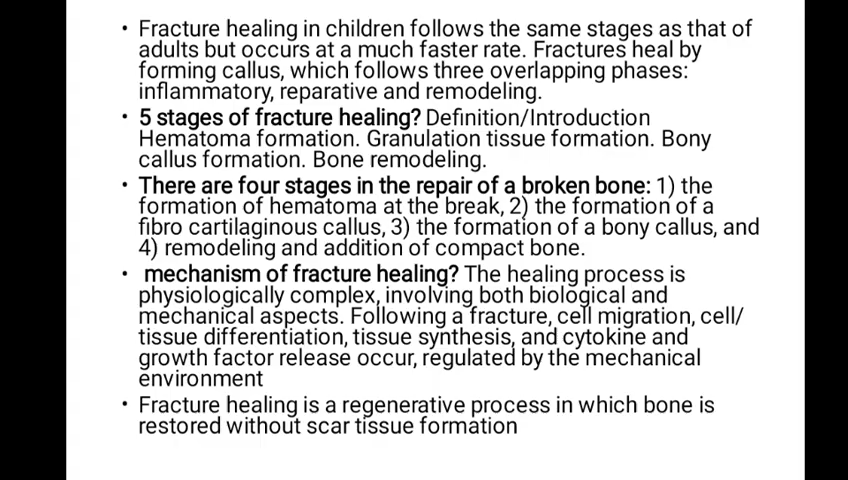 • Fracture healing in children follows the same stages as that of
adults but occurs at a much faster rate. Fractures heal by
forming callus, which follows three overlapping phases:
inflammatory, reparative and remodeling.
• 5 stages of fracture healing? Definition/Introduction
Hematoma formation. Granulation tissue formation. Bony
callus formation. Bone remodeling.
• There are four stages in the repair of a broken bone: 1) the
formation of hematoma at the break, 2) the formation of a
fibro cartilaginous callus, 3) the formation of a bony callus, and
4) remodeling and addition of compact bone.
• mechanism of fracture healing? The healing process is
physiologically complex, involving both biological and
mechanical aspects. Following a fracture, cell migration, cell/
tissue differentiation, tissue synthesis, and cytokine and
growth factor release occur, regulated by the mechanical
environment
• Fracture healing is a regenerative process in which bone is
restored without scar tissue formation